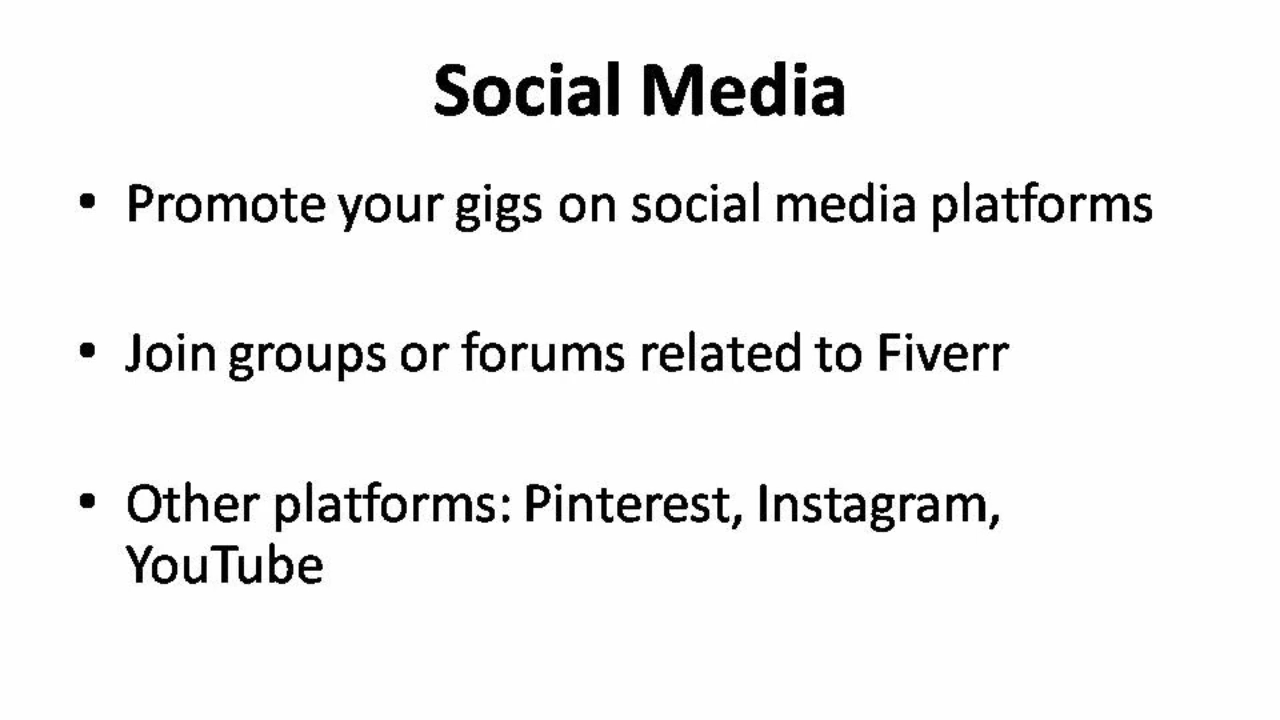 Social Media
• Promote your gigs on social media platforms
• Join groups or forums related to Fiverr
• Other platforms: Pinterest, Instagram,
YouTube